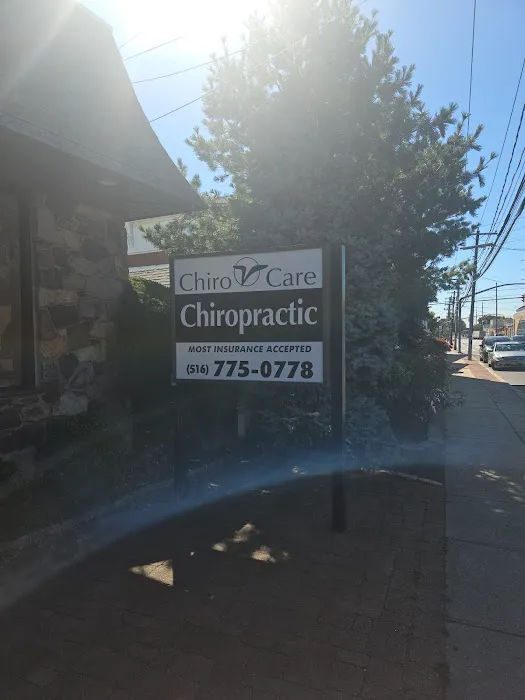 Chiro Care
Chiropractic
MOST INSURANCE ACCEPTED
(516) 775-0778